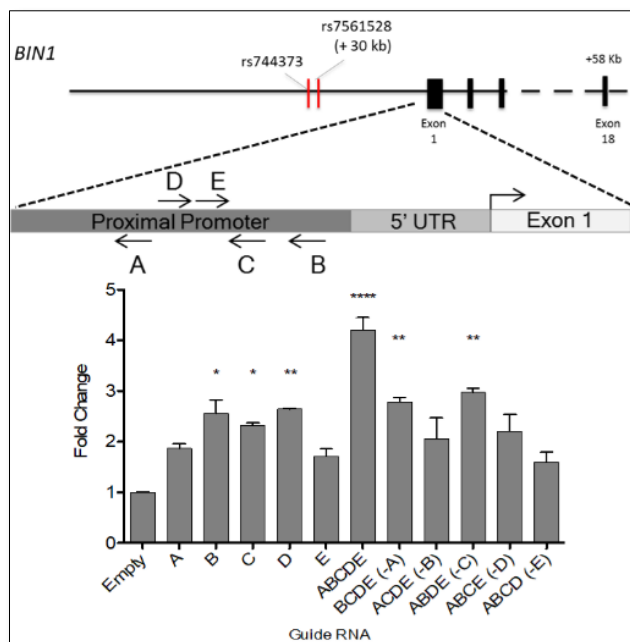 BIN1
rs744373
rs7561528
(+ 30 kb)
+58 Kb
Exon
1
Exon
18
D
E
Proximal Promoter
5' UTR
Exon 1
A
C
B
Fold Change
5
4
3
2
1
0
*
*
**
****
**
**
Empty
A
B
C
D
E
ABCDE
BCDE (-A)
ACDE (-B)
ABDE (-C)
ABCE (-D)
ABCD (-E)
Guide RNA